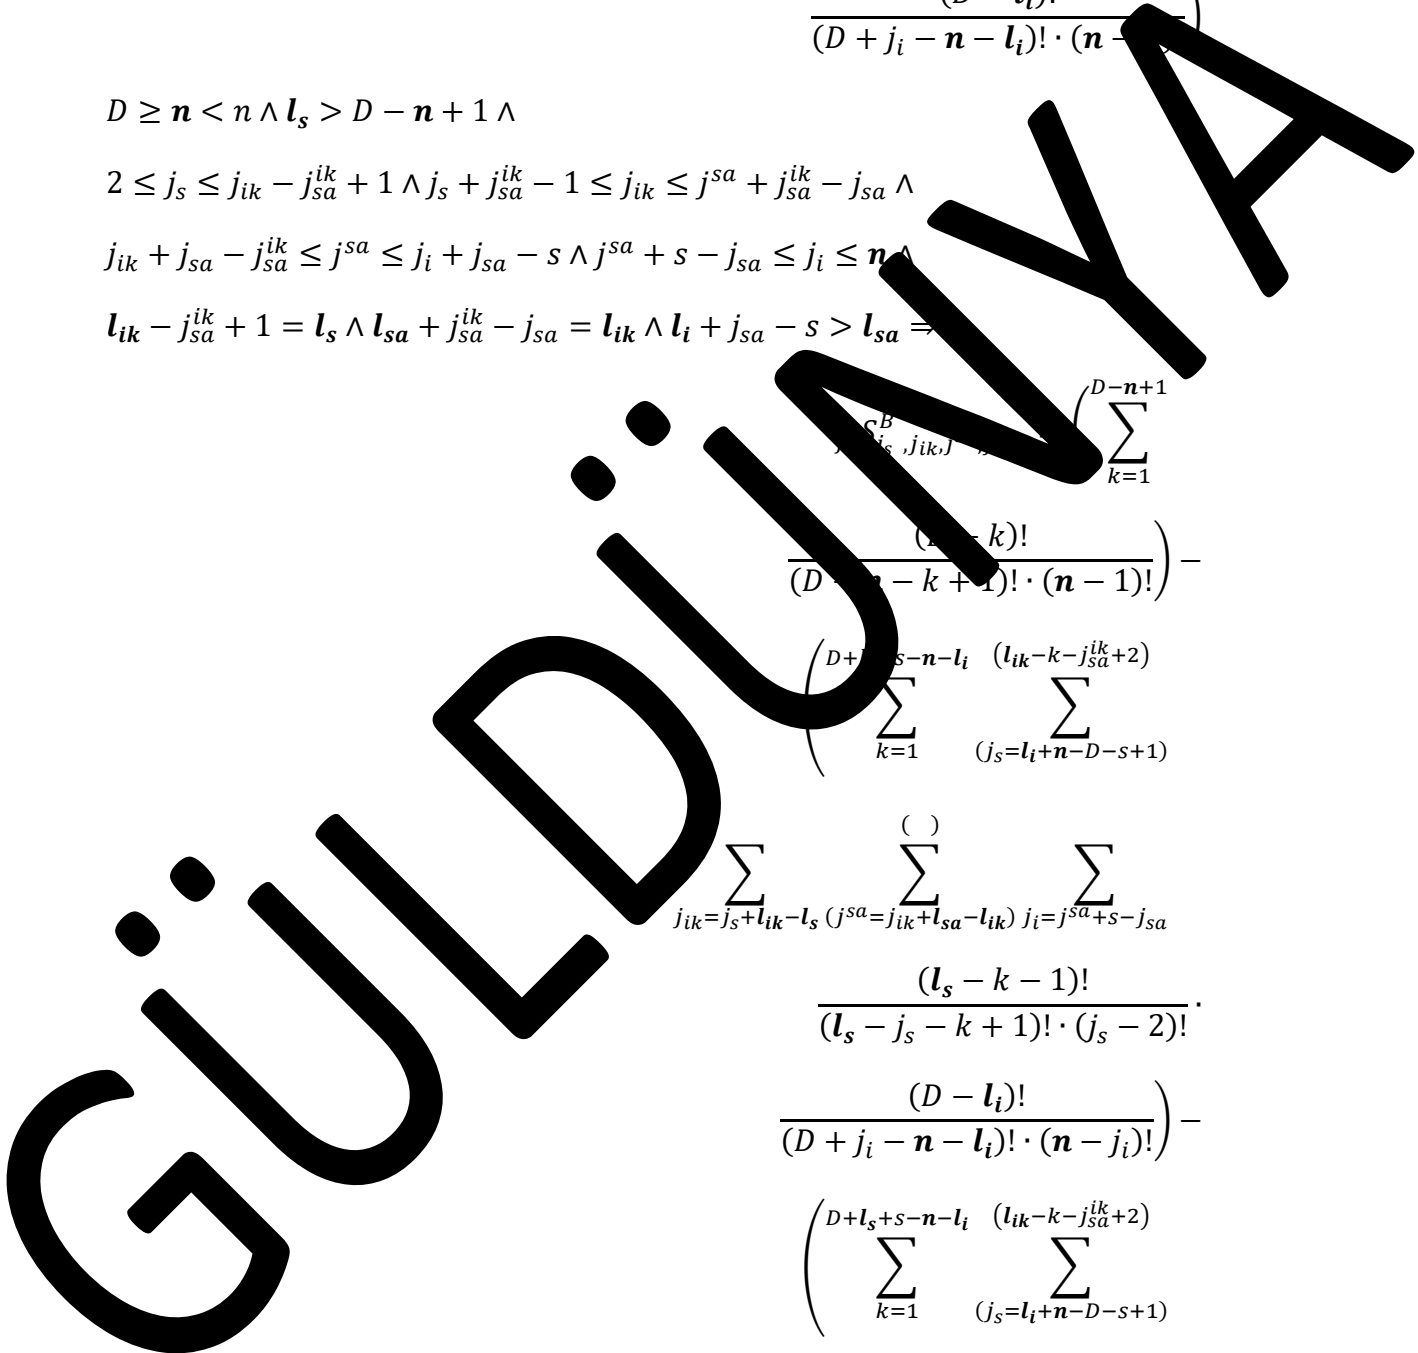 (D + j_i − n − l_i)! · (n −
D ≥ n < n ∧ l_s > D − n + 1 ∧
2 ≤ j_s ≤ j_ik − j_sa^ik + 1 ∧ j_s + j_sa^ik − 1 ≤ j_ik ≤ j^sa + j_sa^ik − j_sa ∧
j_ik + j_sa − j_sa^ik ≤ j^sa ≤ j_i + j_sa − s ∧ j^sa + s − j_sa ≤ j_i ≤ n ∧
l_ik − j_sa^ik + 1 = l_s ∧ l_sa + j_sa^ik − j_sa = l_ik ∧ l_i + j_sa − s > l_sa ⇒
D−n+1
( ∑
k=1
− k)!
(D − k + 1)! · (n − 1)!) −
s−n−l_i (l_ik−k−j_sa^ik+2)
( ∑ ∑
k=1 (j_s=l_i+n−D−s+1)
( )
∑ ∑ ∑
j_ik=j_s+l_ik−l_s (j^sa=j_ik+l_sa−l_ik) j_i=j^sa+s−j_sa
(l_s − k − 1)!
(l_s − j_s − k + 1)! · (j_s − 2)! ·
(D − l_i)!
(D + j_i − n − l_i)! · (n − j_i)!) −
D+l_s+s−n−l_i (l_ik−k−j_sa^ik+2)
( ∑ ∑
k=1 (j_s=l_i+n−D−s+1)
GÜLDÜNYA